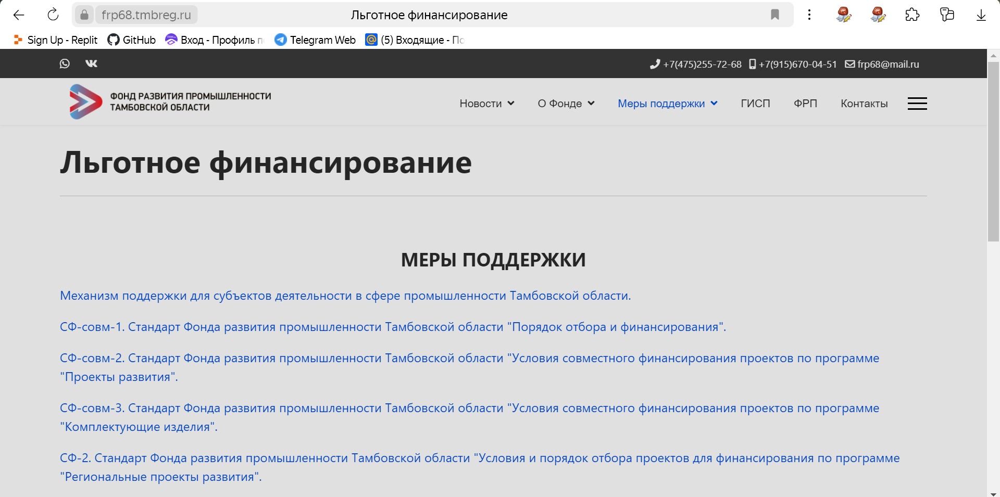 frp68.tmbreg.ru
Льготное финансирование
Sign Up - Replit
GitHub
Вход - Профиль
Telegram Web
(5) Входящие -
+7(475)255-72-68
+7(915)670-04-51
frp68@mail.ru
ФОНД РАЗВИТИЯ ПРОМЫШЛЕННОСТИ
ТАМБОВСКОЙ ОБЛАСТИ
Новости
О Фонде
Меры поддержки
ГИСП
ФРП
Контакты
Льготное финансирование
МЕРЫ ПОДДЕРЖКИ
Механизм поддержки для субъектов деятельности в сфере промышленности Тамбовской области.
СФ-совм-1. Стандарт Фонда развития промышленности Тамбовской области "Порядок отбора и финансирования".
СФ-совм-2. Стандарт Фонда развития промышленности Тамбовской области "Условия совместного финансирования проектов по программе
"Проекты развития".
СФ-совм-3. Стандарт Фонда развития промышленности Тамбовской области "Условия совместного финансирования проектов по программе
"Комплектующие изделия".
СФ-2. Стандарт Фонда развития промышленности Тамбовской области "Условия и порядок отбора проектов для финансирования по программе
"Региональные проекты развития".